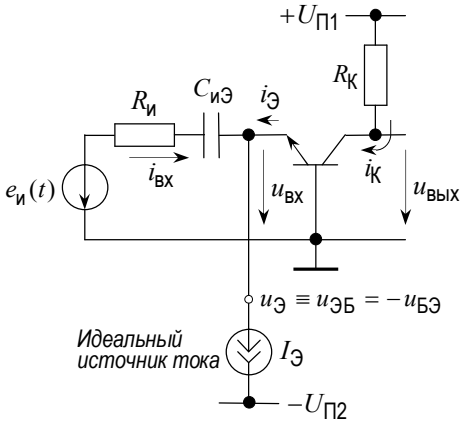 +U_П1
R_К
C_иЭ
R_и
i_Э
i_вх
i_К
e_и(t)
u_вх
u_вых
u_Э ≡ u_ЭБ = −u_БЭ
Идеальный
источник тока
I_Э
−U_П2